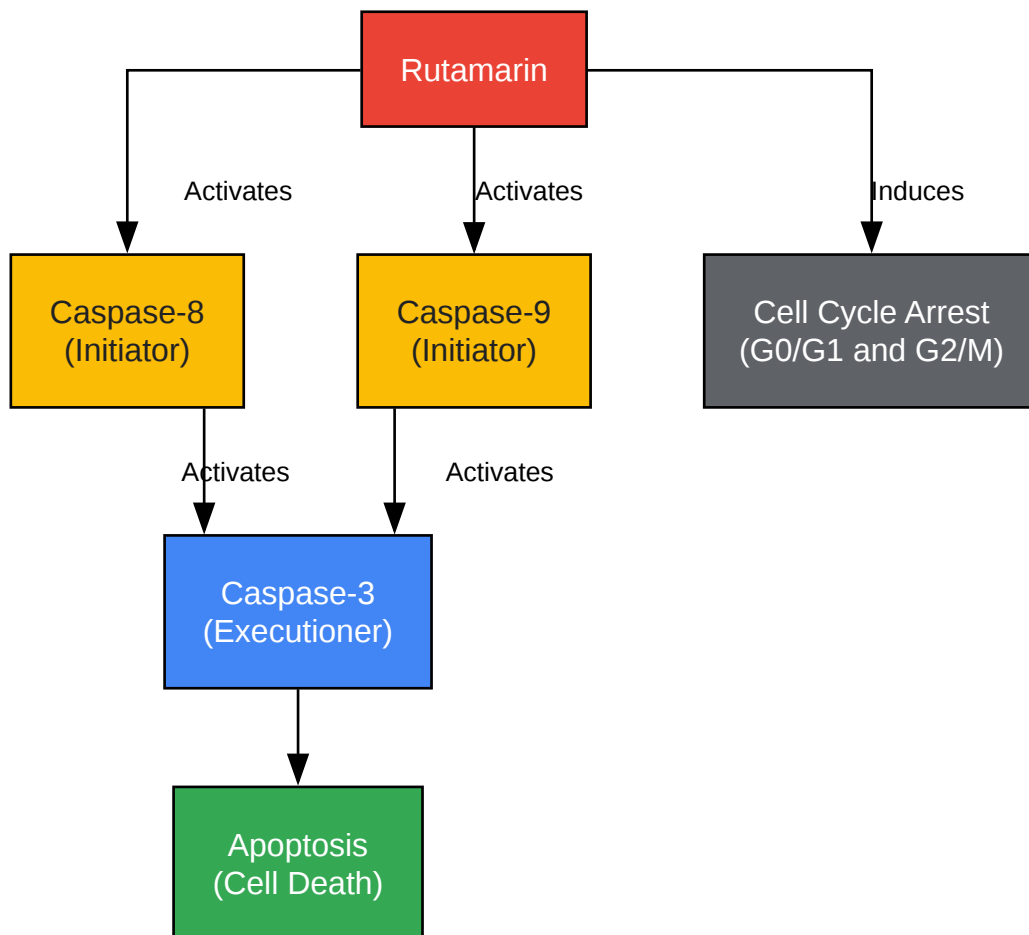 Rutamarin
Activates
Activates
Induces
Caspase-8
(Initiator)
Caspase-9
(Initiator)
Cell Cycle Arrest
(G0/G1 and G2/M)
Activates
Activates
Caspase-3
(Executioner)
Apoptosis
(Cell Death)